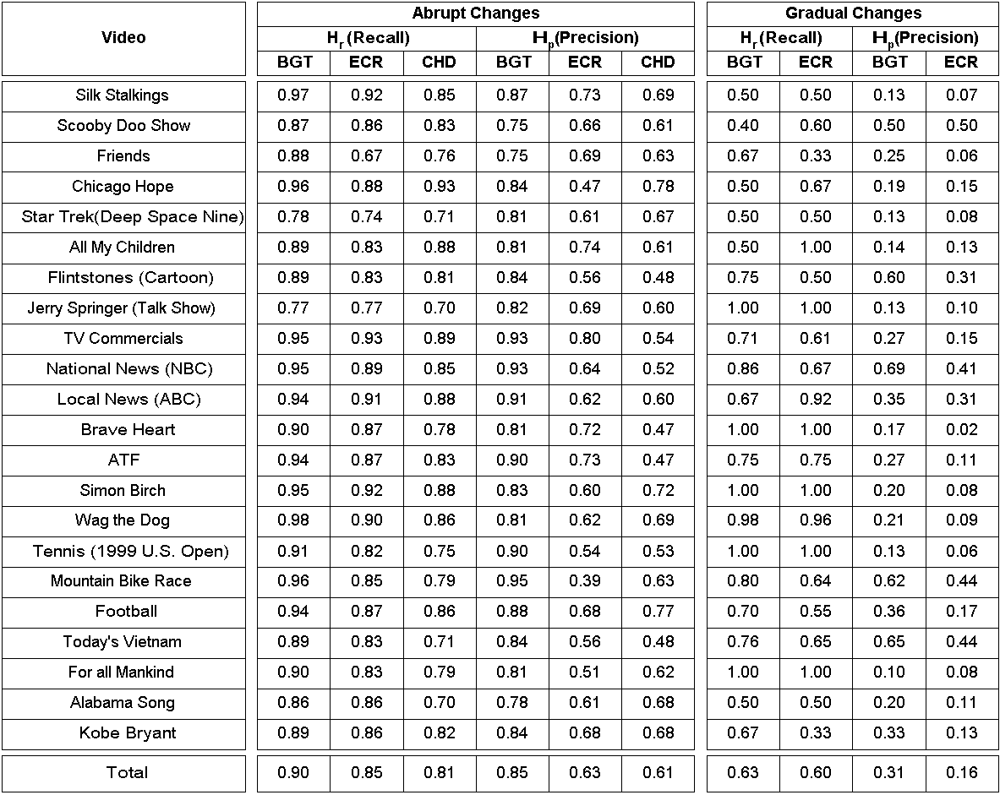 Video Abrupt Changes Gradual Changes
Hr (Recall) Hp(Precision) Hr (Recall) Hp(Precision)
BGT ECR CHD BGT ECR CHD BGT ECR BGT ECR
Silk Stalkings 0.97 0.92 0.85 0.87 0.73 0.69 0.50 0.50 0.13 0.07
Scooby Doo Show 0.87 0.86 0.83 0.75 0.66 0.61 0.40 0.60 0.50 0.50
Friends 0.88 0.67 0.76 0.75 0.69 0.63 0.67 0.33 0.25 0.06
Chicago Hope 0.96 0.88 0.93 0.84 0.47 0.78 0.50 0.67 0.19 0.15
Star Trek(Deep Space Nine) 0.78 0.74 0.71 0.81 0.61 0.67 0.50 0.50 0.13 0.08
All My Children 0.89 0.83 0.88 0.81 0.74 0.61 0.50 1.00 0.14 0.13
Flintstones (Cartoon) 0.89 0.83 0.81 0.84 0.56 0.48 0.75 0.50 0.60 0.31
Jerry Springer (Talk Show) 0.77 0.77 0.70 0.82 0.69 0.60 1.00 1.00 0.13 0.10
TV Commercials 0.95 0.93 0.89 0.93 0.80 0.54 0.71 0.61 0.27 0.15
National News (NBC) 0.95 0.89 0.85 0.93 0.64 0.52 0.86 0.67 0.69 0.41
Local News (ABC) 0.94 0.91 0.88 0.91 0.62 0.60 0.67 0.92 0.35 0.31
Brave Heart 0.90 0.87 0.78 0.81 0.72 0.47 1.00 1.00 0.17 0.02
ATF 0.94 0.87 0.83 0.90 0.73 0.47 0.75 0.75 0.27 0.11
Simon Birch 0.95 0.92 0.88 0.83 0.60 0.72 1.00 1.00 0.20 0.08
Wag the Dog 0.98 0.90 0.86 0.81 0.62 0.69 0.98 0.96 0.21 0.09
Tennis (1999 U.S. Open) 0.91 0.82 0.75 0.90 0.54 0.53 1.00 1.00 0.13 0.06
Mountain Bike Race 0.96 0.85 0.79 0.95 0.39 0.63 0.80 0.64 0.62 0.44
Football 0.94 0.87 0.86 0.88 0.68 0.77 0.70 0.55 0.36 0.17
Today's Vietnam 0.89 0.83 0.71 0.84 0.56 0.48 0.76 0.65 0.65 0.44
For all Mankind 0.90 0.83 0.79 0.81 0.51 0.62 1.00 1.00 0.10 0.08
Alabama Song 0.86 0.86 0.70 0.78 0.61 0.68 0.50 0.50 0.20 0.11
Kobe Bryant 0.89 0.86 0.82 0.84 0.68 0.68 0.67 0.33 0.33 0.13
Total 0.90 0.85 0.81 0.85 0.63 0.61 0.63 0.60 0.31 0.16